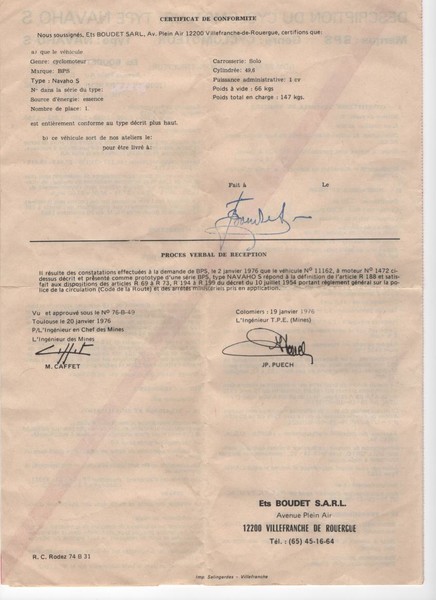 CERTIFICAT DE CONFORMITE
Nous soussignés, Ets BOUDET SARL, Av. Plein Air 12200 Villefranche-de-Rouergue, certifions que:
a) que le véhicule
Genre: cyclomoteur
Marque: BPS
Type : Navaho S
N° dans la série du type:
Source d'énergie: essence
Nombre de place: 1
Carrosserie: Solo
Cylindrée: 49,8
Puissance administrative: 1 cv
Poids à vide : 66 kgs
Poids total en charge : 147 kgs.
est entièrement conforme au type décrit plus haut.
b) ce véhicule sort de nos ateliers le:
pour être livré à:
Fait à Le
Boudet
PROCES VERBAL DE RECEPTION
Il résulte des constatations effectuées à la demande de BPS, le 2 janvier 1976 que le véhicule N° 11162, à moteur N° 1472 ci-
dessus décrit et présenté comme prototype d'une série BPS, type NAVAHO S répond à la définition de l'article R 188 et satis-
fait aux dispositions des articles R 69 à R 73, R 194 à R 199 du décret du 10 juillet 1954 portant règlement général sur la po-
lice de la circulation (Code de la Route) et des arrêtés ministériels pris en application.
Vu et approuvé sous le N° 76-B-49
Toulouse le 20 janvier 1976
P/L'Ingénieur en Chef des Mines
L'Ingénieur des Mines
M. CAFFET
Colomiers : 19 janvier 1976
L'Ingénieur T.P.E. (Mines)
JP. PUECH
Ets BOUDET S.A.R.L.
Avenue Plein Air
12200 VILLEFRANCHE DE ROUERGUE
Tél. : (65) 45-16-64
R. C. Rodez 74 B 31
Imp Salingardes - Villefranche